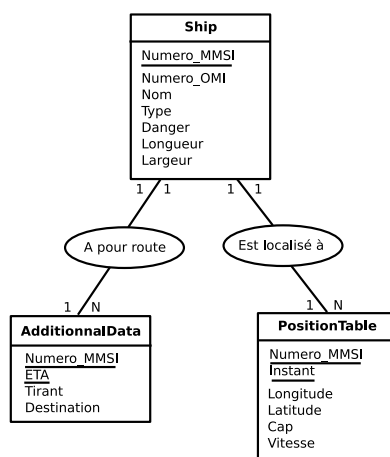 Ship
Numero_MMSI
Numero_OMI
Nom
Type
Danger
Longueur
Largeur
1 1 1 1
A pour route
Est localisé à
1 N
1 N
AdditionnalData
Numero_MMSI
ETA
Tirant
Destination
PositionTable
Numero_MMSI
Instant
Longitude
Latitude
Cap
Vitesse